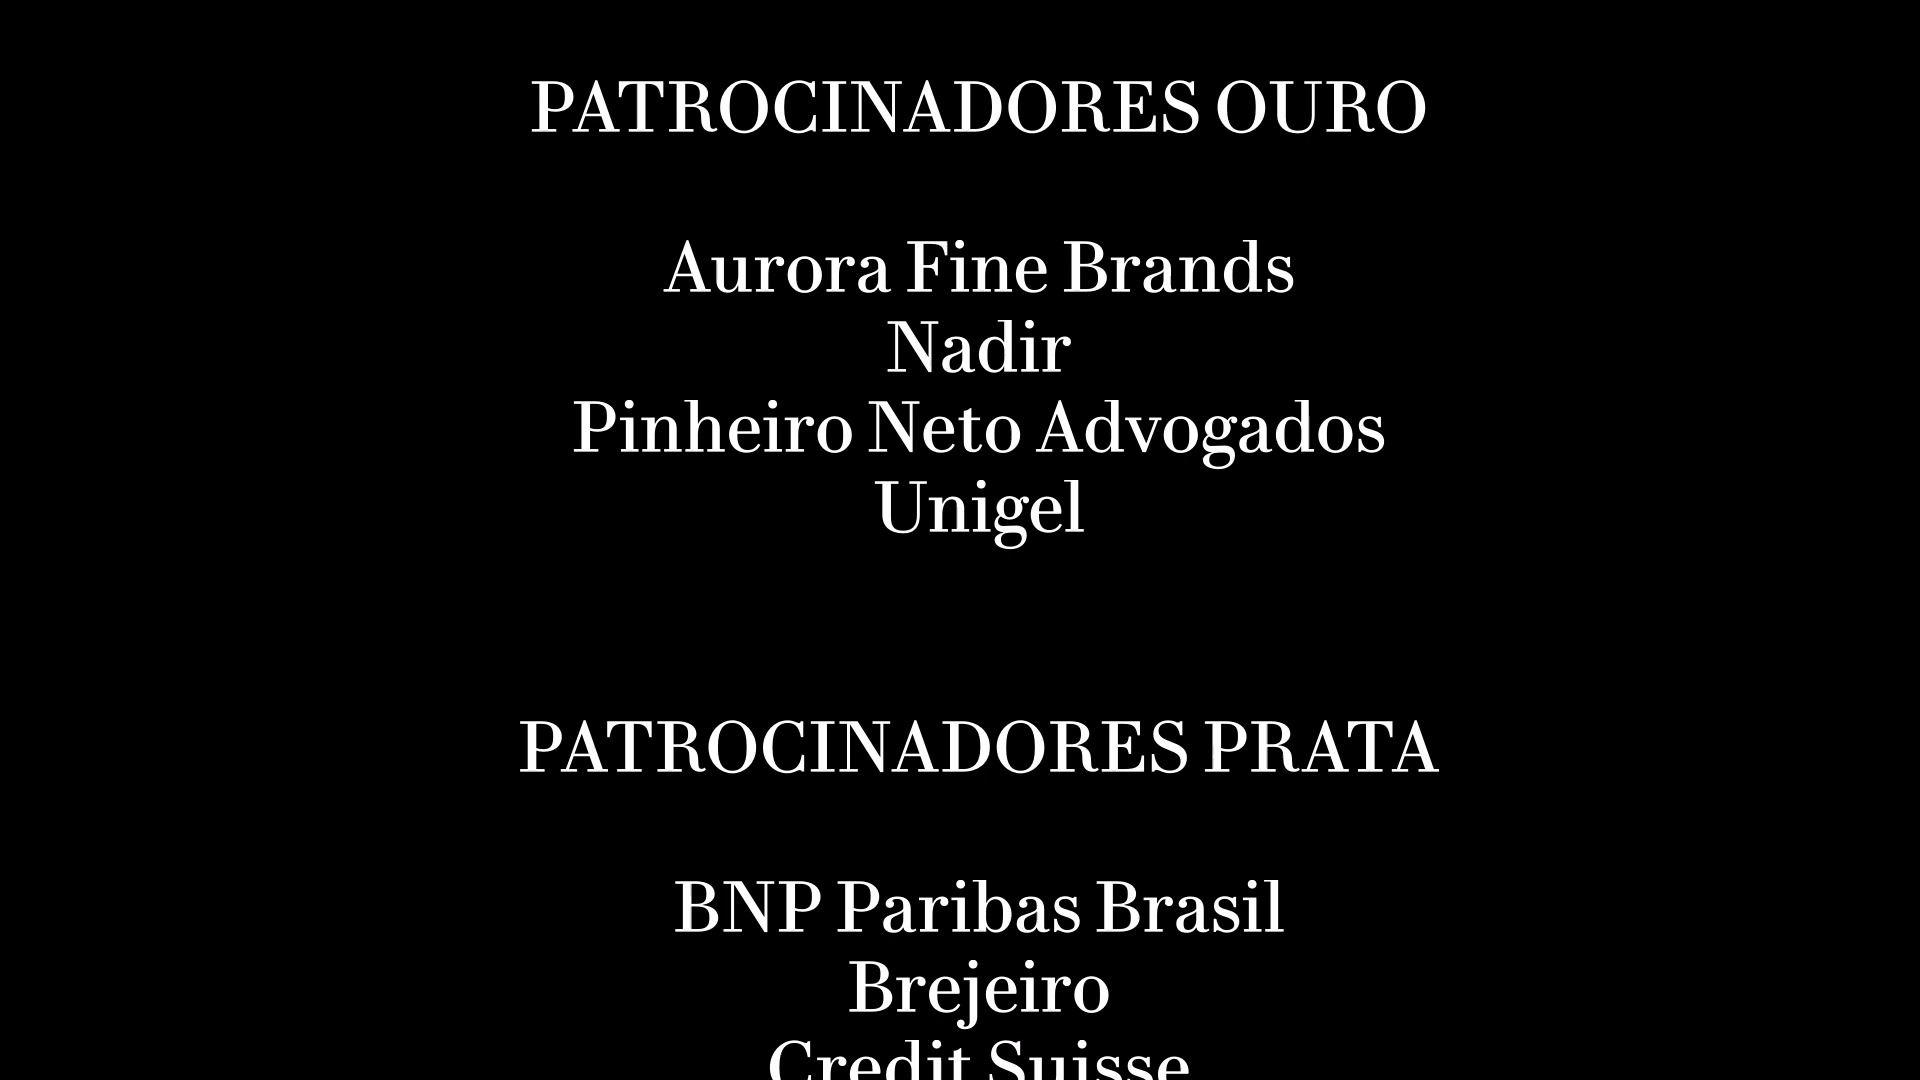 PATROCINADORES OURO
Aurora Fine Brands
Nadir
Pinheiro Neto Advogados
Unigel
PATROCINADORES PRATA
BNP Paribas Brasil
Brejeiro
Credit Suisse